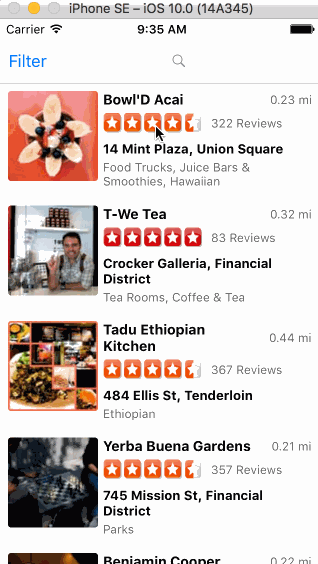 iPhone SE – iOS 10.0 (14A345)
Carrier 9:35 AM
Filter
Bowl'D Acai 0.23 mi
322 Reviews
14 Mint Plaza, Union Square
Food Trucks, Juice Bars &
Smoothies, Hawaiian
T-We Tea 0.32 mi
83 Reviews
Crocker Galleria, Financial
District
Tea Rooms, Coffee & Tea
Tadu Ethiopian
Kitchen 0.44 mi
367 Reviews
484 Ellis St, Tenderloin
Ethiopian
Yerba Buena Gardens 0.21 mi
357 Reviews
745 Mission St, Financial
District
Parks
Benjamin Cooper 0.22 mi